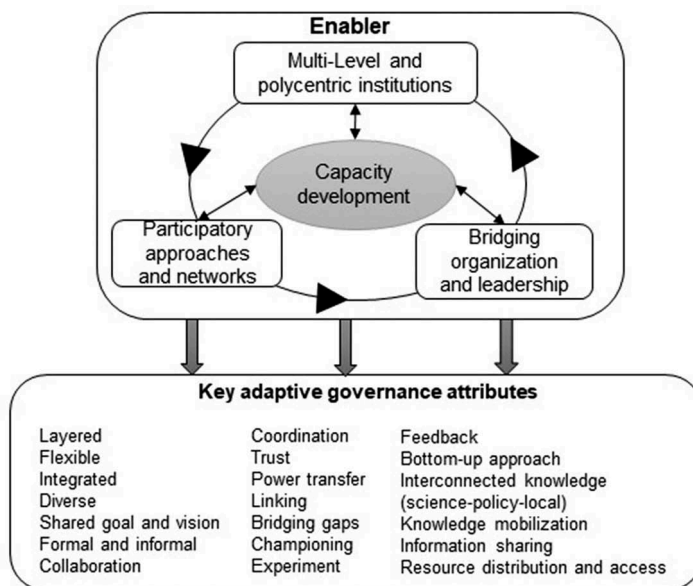 Enabler
Multi-Level and
polycentric institutions
Capacity
development
Participatory
approaches
and networks
Bridging
organization
and leadership
Key adaptive governance attributes
Layered
Flexible
Integrated
Diverse
Shared goal and vision
Formal and informal
Collaboration
Coordination
Trust
Power transfer
Linking
Bridging gaps
Championing
Experiment
Feedback
Bottom-up approach
Interconnected knowledge
(science-policy-local)
Knowledge mobilization
Information sharing
Resource distribution and access